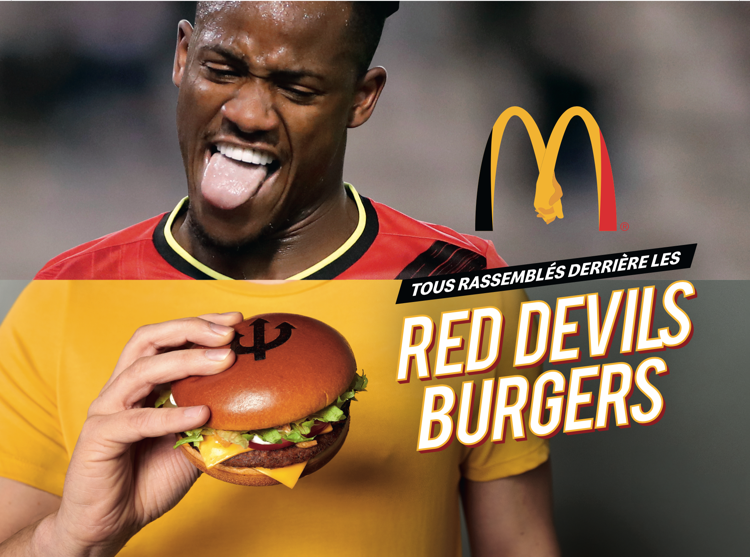 TOUS RASSEMBLÉS DERRIÈRE LES
RED DEVILS
BURGERS
®